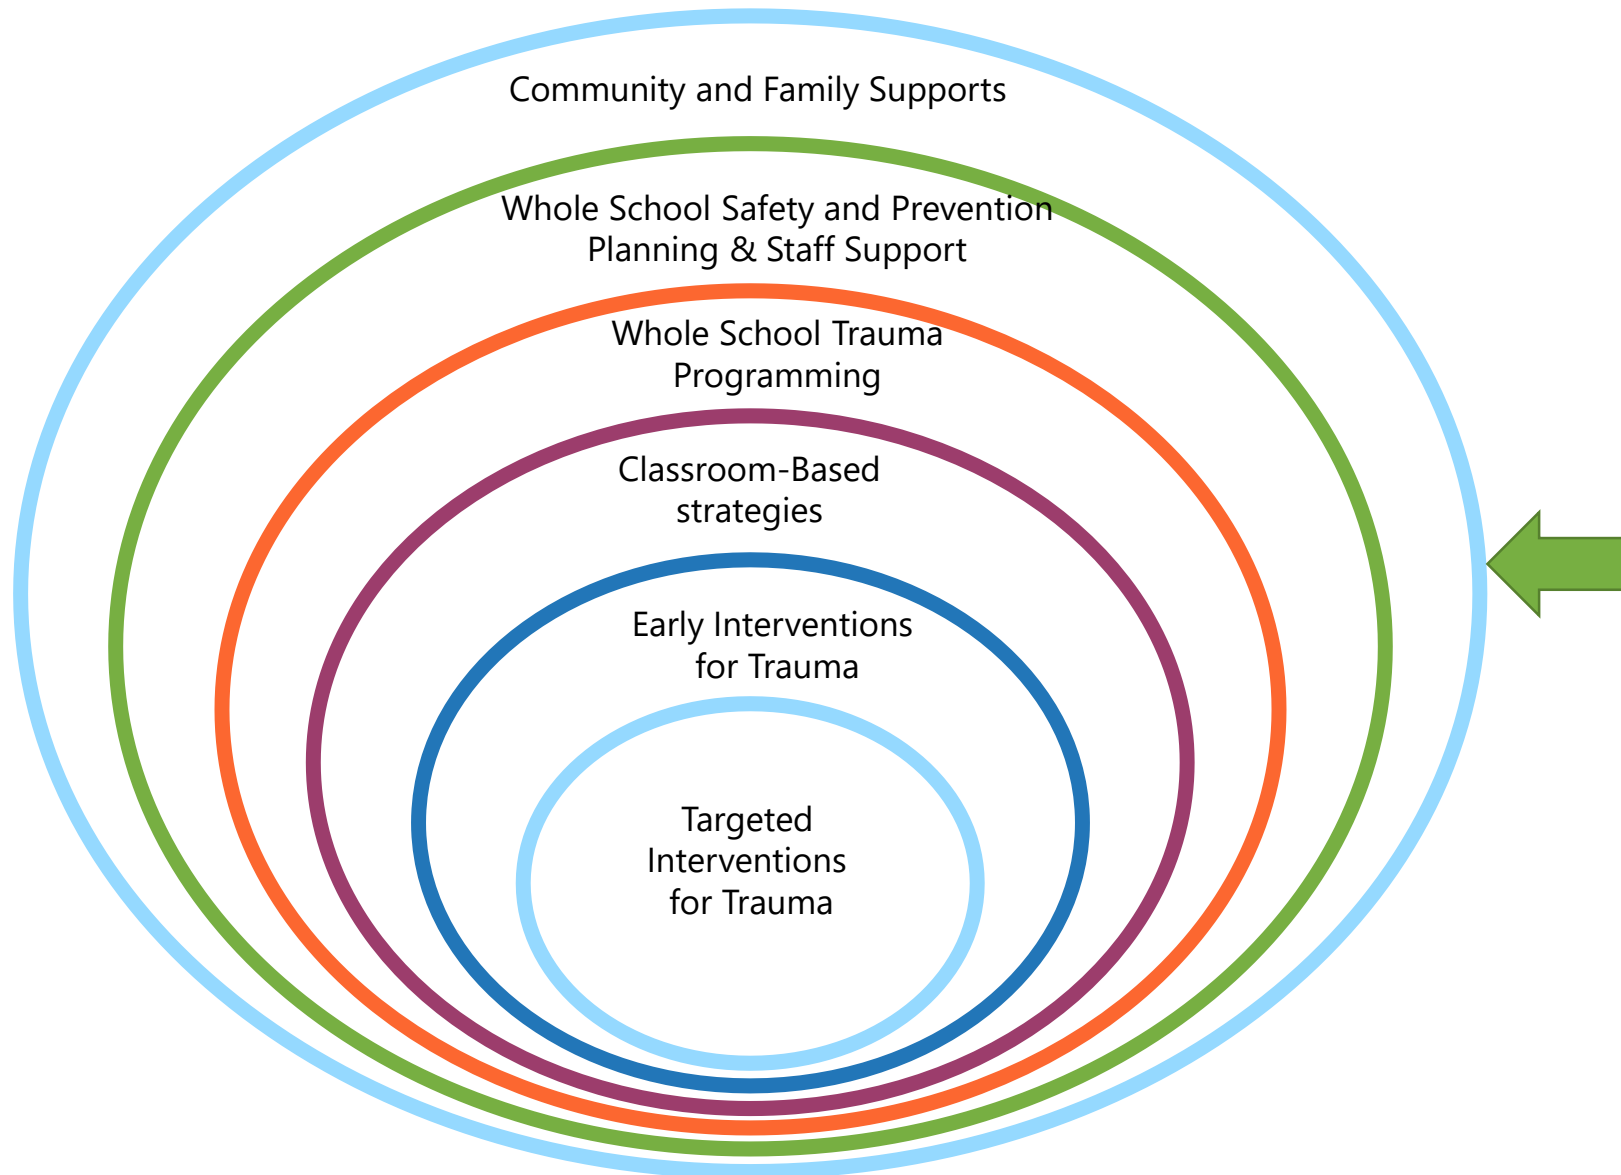 Community and Family Supports
Whole School Safety and Prevention
Planning & Staff Support
Whole School Trauma
Programming
Classroom-Based
strategies
Early Interventions
for Trauma
Targeted
Interventions
for Trauma